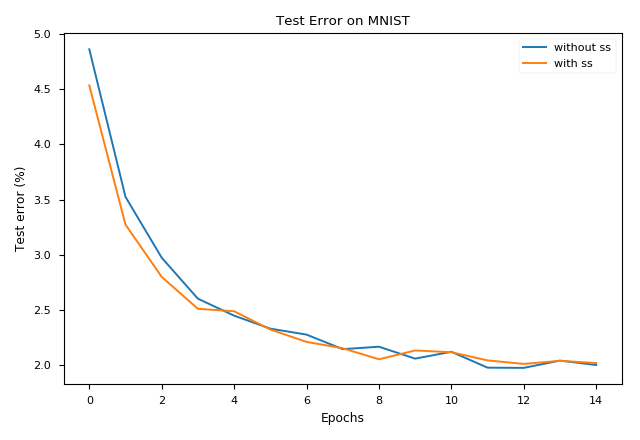 Test Error on MNIST
without ss
with ss
Test error (%)
5.0
4.5
4.0
3.5
3.0
2.5
2.0
0 2 4 6 8 10 12 14
Epochs